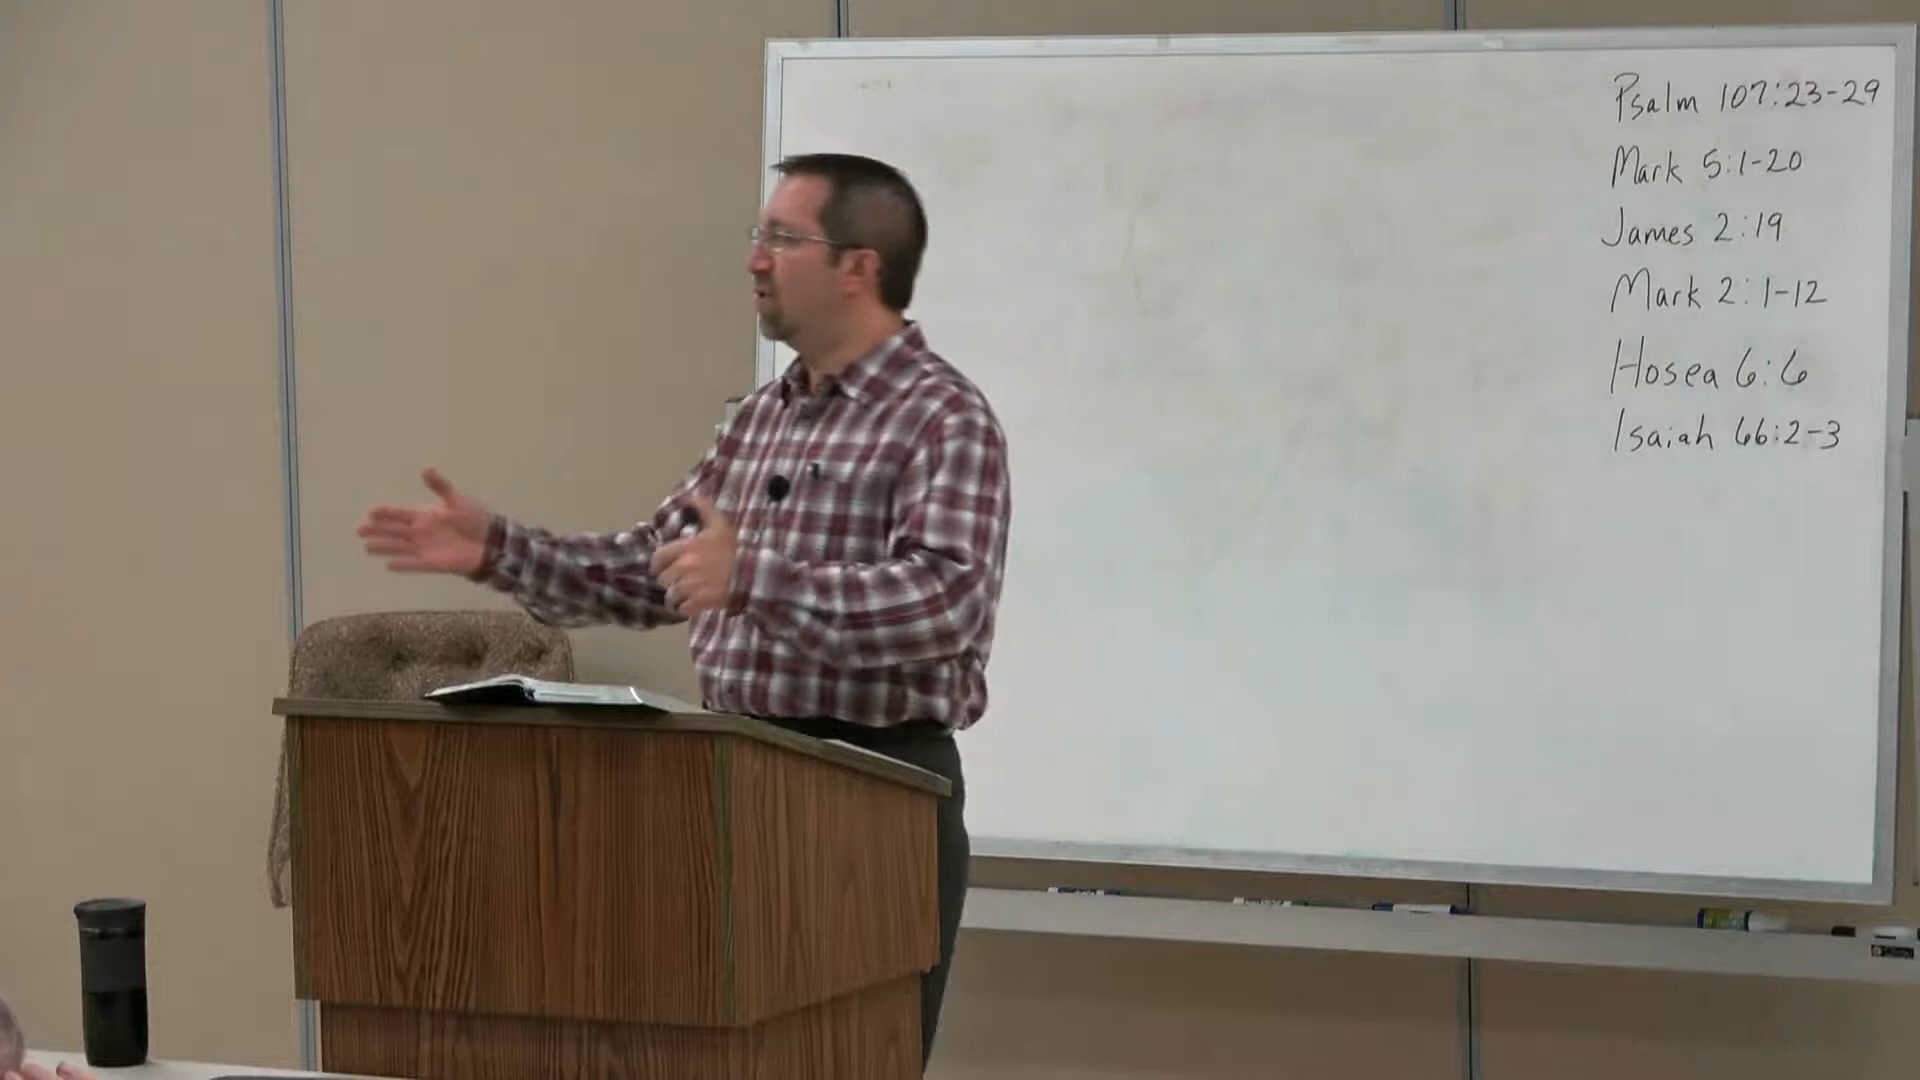 Psalm 107:23-29
Mark 5:1-20
James 2:19
Mark 2:1-12
Hosea 6:6
Isaiah 66:2-3